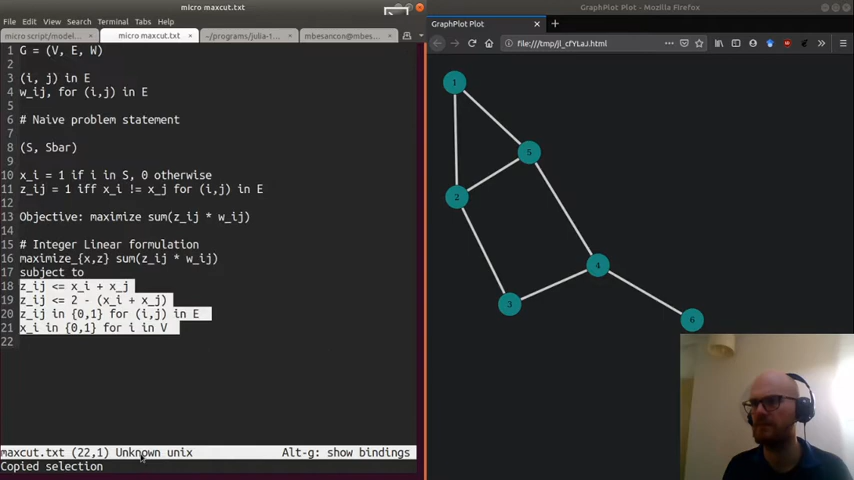 micro maxcut.txt
File Edit View Search Terminal Tabs Help
micro script/model... × micro maxcut.txt × ~/programs/julia-1... × mbesancon@mbes... ×
1 G = (V, E, W)
2
3 (i, j) in E
4 w_ij, for (i,j) in E
5
6 # Naive problem statement
7
8 (S, Sbar)
9
10 x_i = 1 if i in S, 0 otherwise
11 z_ij = 1 iff x_i != x_j for (i,j) in E
12
13 Objective: maximize sum(z_ij * w_ij)
14
15 # Integer Linear formulation
16 maximize_{x,z} sum(z_ij * w_ij)
17 subject to
18 z_ij <= x_i + x_j
19 z_ij <= 2 - (x_i + x_j)
20 z_ij in {0,1} for (i,j) in E
21 x_i in {0,1} for i in V
22
maxcut.txt (22,1) Unknown unix Alt-g: show bindings
Copied selection
GraphPlot Plot - Mozilla Firefox
GraphPlot Plot ×
file:///tmp/jl_cfYLaJ.html
1
5
2
4
3
6